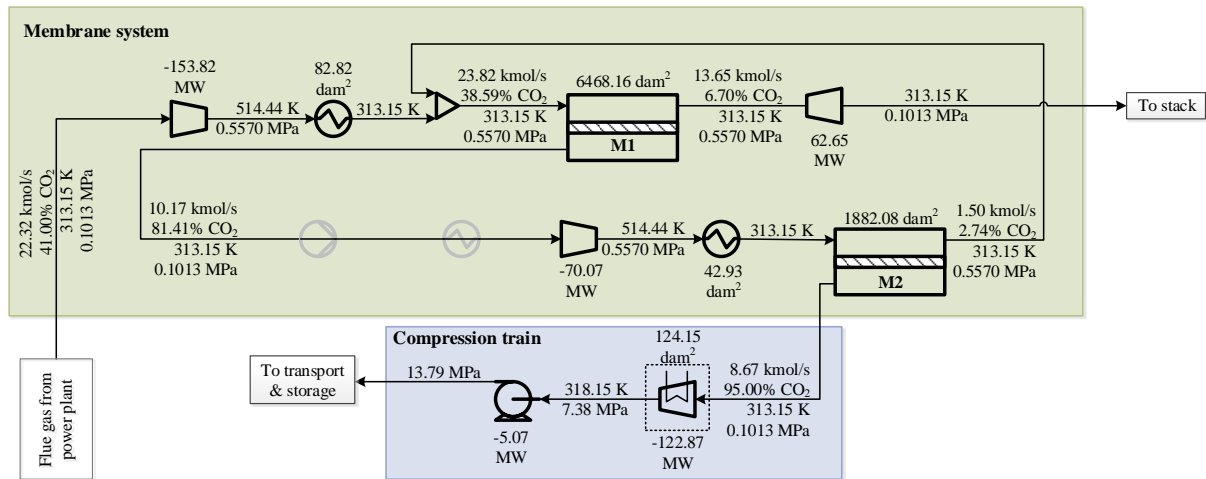 Membrane system
-153.82
MW
514.44 K
0.5570 MPa
82.82
dam²
313.15 K
23.82 kmol/s
38.59% CO₂
313.15 K
0.5570 MPa
6468.16 dam²
M1
13.65 kmol/s
6.70% CO₂
313.15 K
0.5570 MPa
62.65
MW
313.15 K
0.1013 MPa
To stack
22.32 kmol/s
41.00% CO₂
313.15 K
0.1013 MPa
10.17 kmol/s
81.41% CO₂
313.15 K
0.1013 MPa
-70.07
MW
514.44 K
0.5570 MPa
42.93
dam²
313.15 K
1882.08 dam²
M2
1.50 kmol/s
2.74% CO₂
313.15 K
0.5570 MPa
Flue gas from
power plant
Compression train
To transport
& storage
13.79 MPa
-5.07
MW
318.15 K
7.38 MPa
124.15
dam²
-122.87
MW
8.67 kmol/s
95.00% CO₂
313.15 K
0.1013 MPa